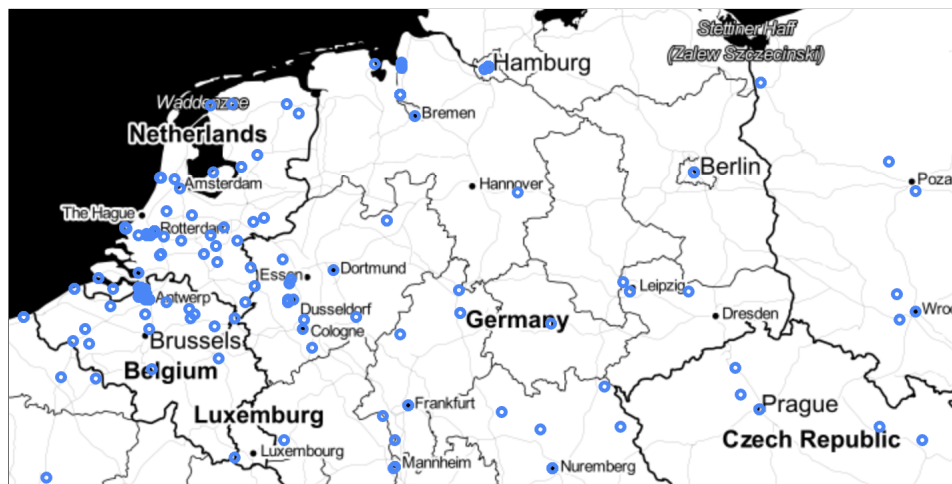 Stettiner Haff
(Zalew Szczecinski)
Hamburg
Waddenzee
Bremen
Netherlands
Berlin
Amsterdam
Hannover
Poza
The Hague
Rotterdam
Essen
Dortmund
Leipzig
Antwerp
Dusseldorf
Germany
Dresden
Wroc
Cologne
Brussels
Belgium
Frankfurt
Prague
Luxemburg
Czech Republic
Luxembourg
Mannheim
Nuremberg